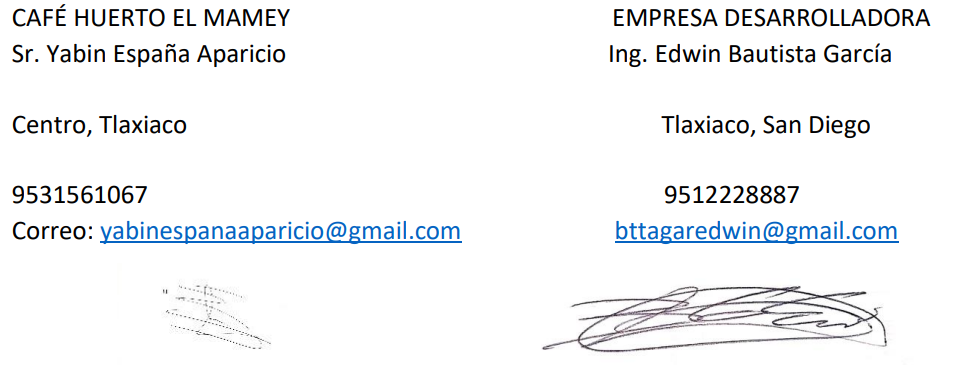 CAFÉ HUERTO EL MAMEY
Sr. Yabin España Aparicio
Centro, Tlaxiaco
9531561067
Correo: yabinespanaaparicio@gmail.com
EMPRESA DESARROLLADORA
Ing. Edwin Bautista García
Tlaxiaco, San Diego
9512228887
bttagaredwin@gmail.com